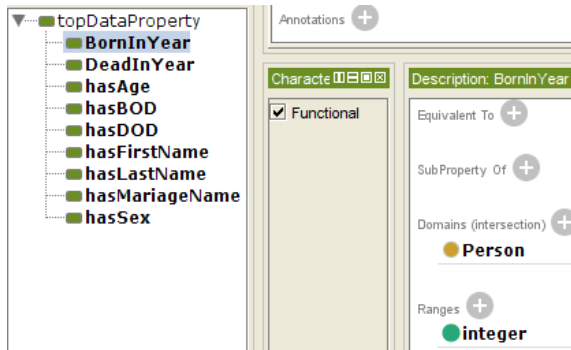 topDataProperty
BornInYear
DeadInYear
hasAge
hasBOD
hasDOD
hasFirstName
hasLastName
hasMariageName
hasSex
Annotations
Characte
Functional
Description: BornInYear
Equivalent To
SubProperty Of
Domains (intersection)
Person
Ranges
integer